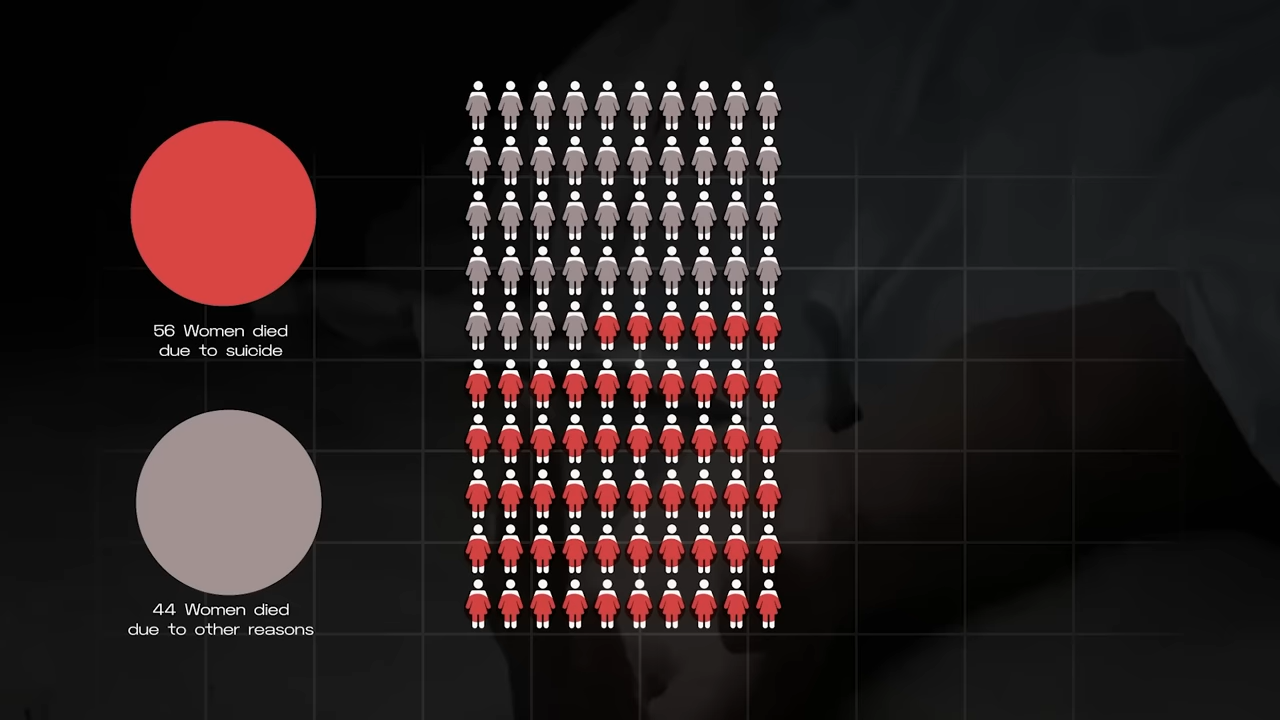 56 Women died
due to suicide
44 Women died
due to other reasons